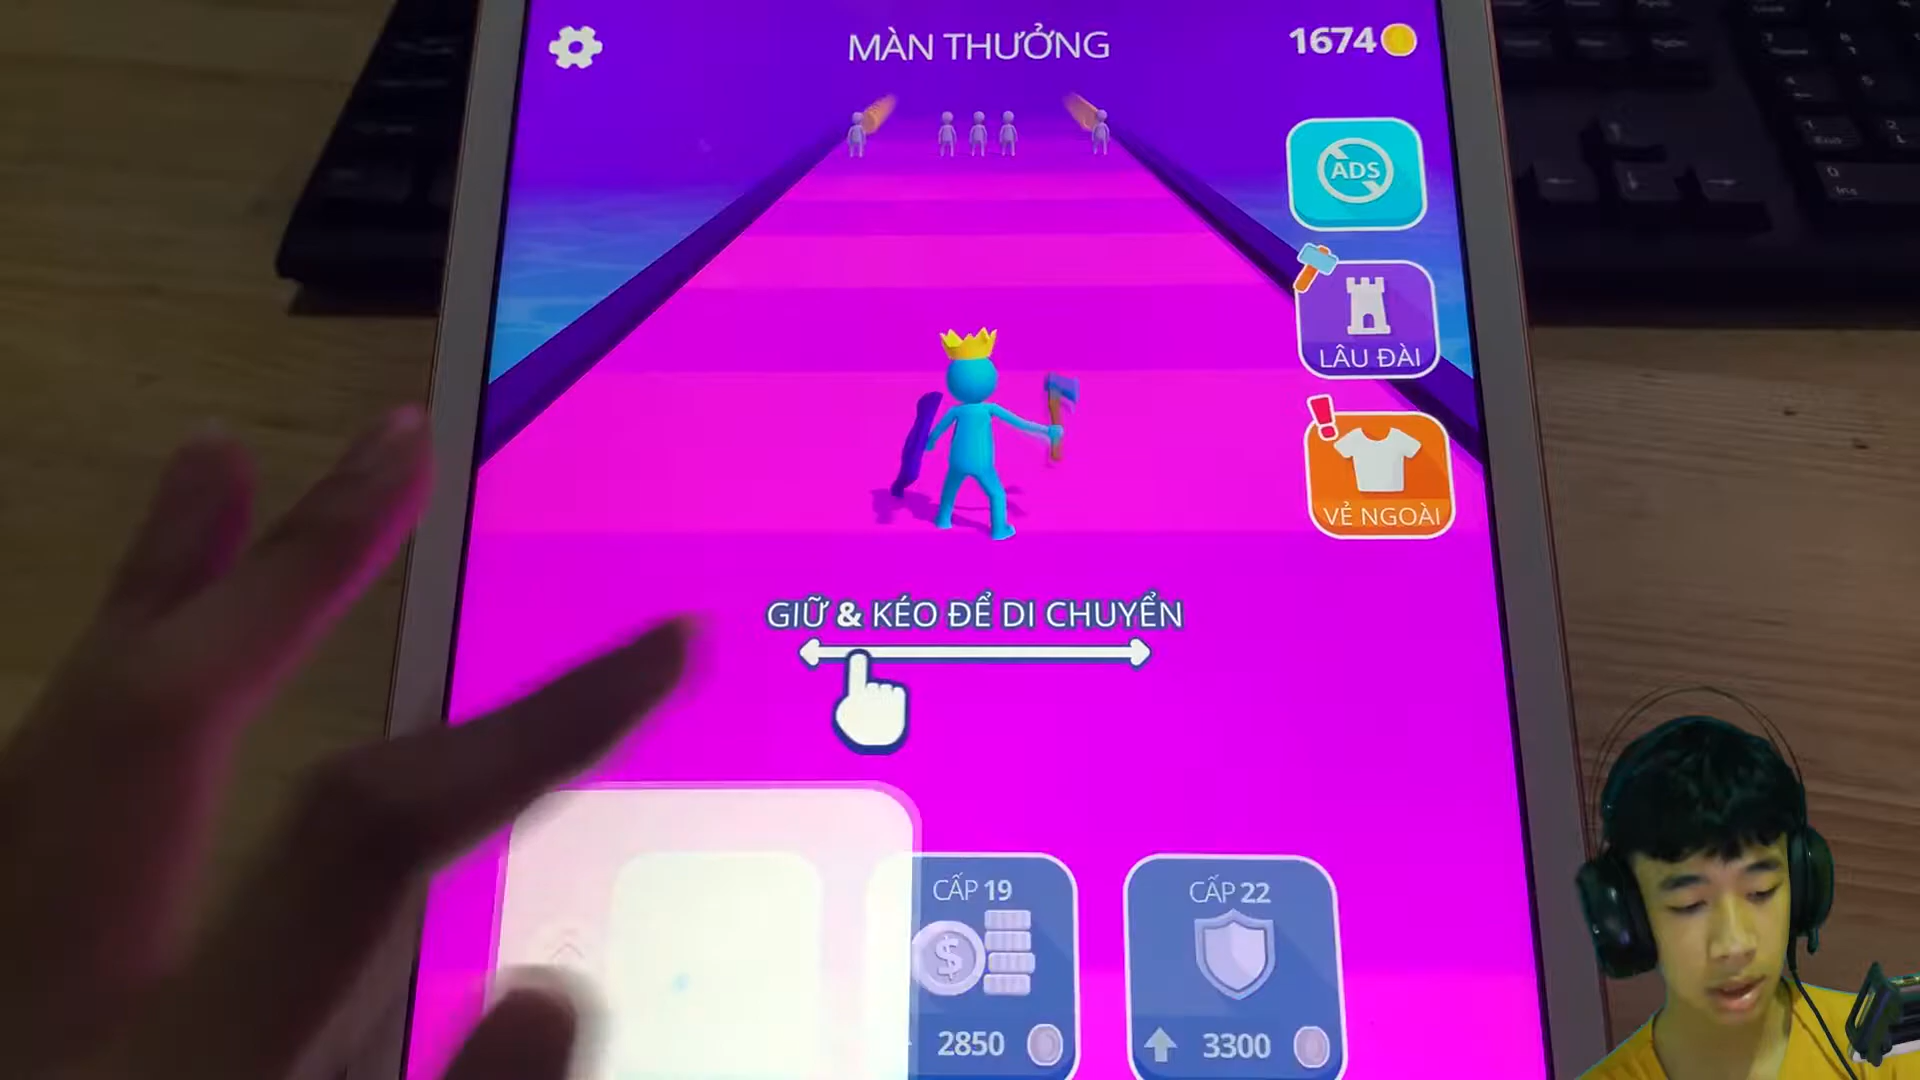 MÀN THƯỞNG
1674
ADS
LÂU ĐÀI
VẺ NGOÀI
GIỮ & KÉO ĐỂ DI CHUYỂN
CẤP 19
CẤP 22
$
2850
3300